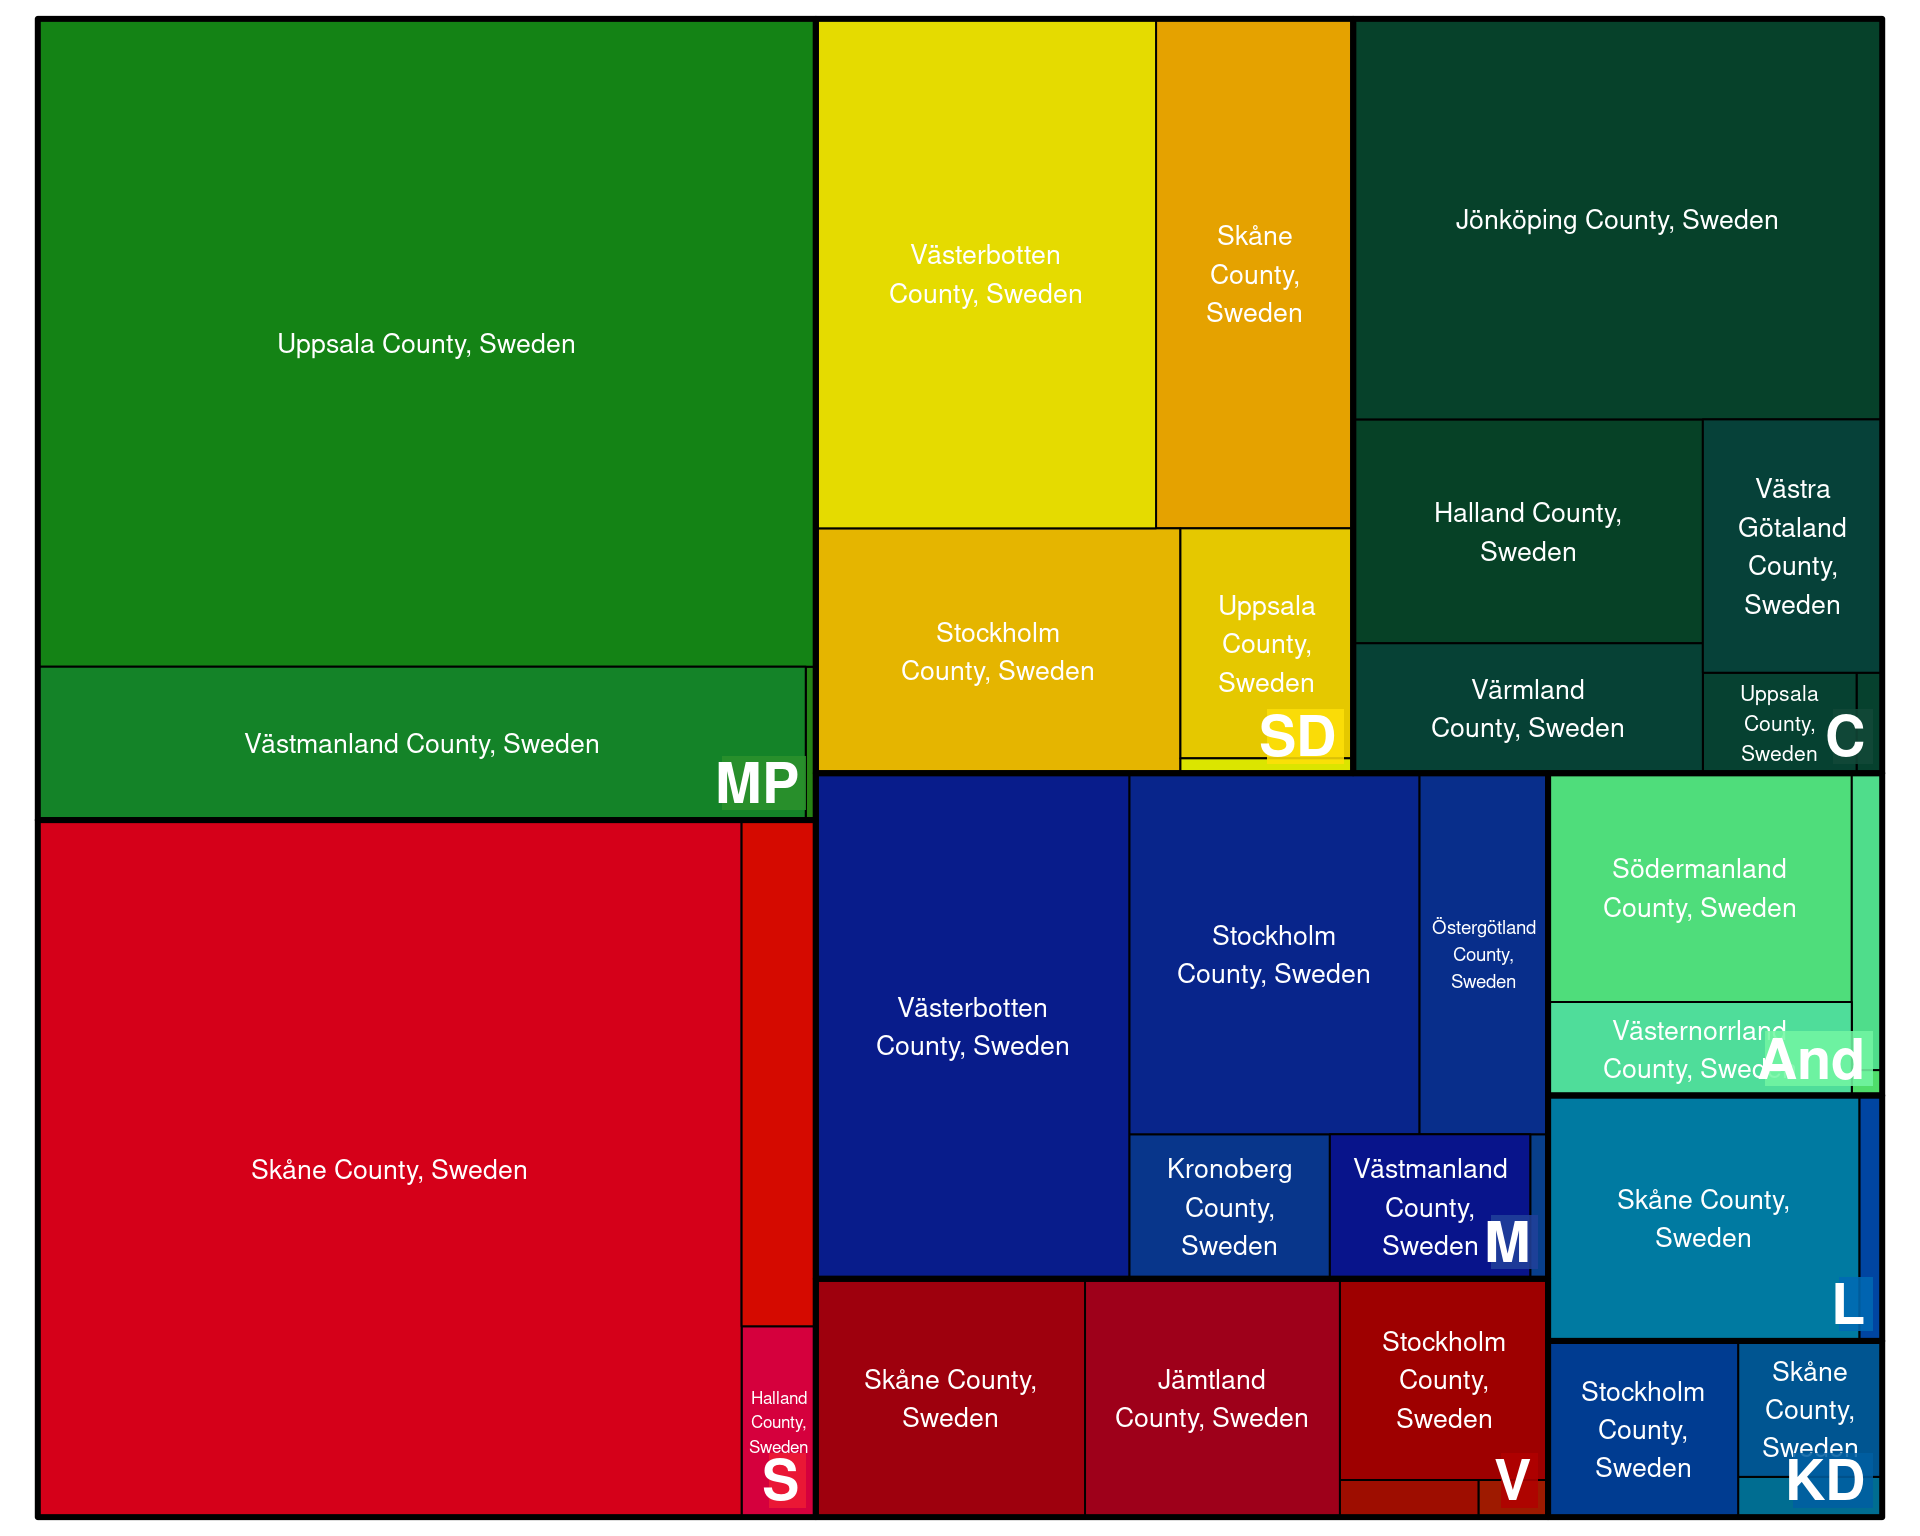 Uppsala County, Sweden
Västmanland County, Sweden
MP
Skåne County, Sweden
Halland
County,
Sweden
S
Västerbotten
County, Sweden
Skåne
County,
Sweden
Stockholm
County, Sweden
Uppsala
County,
Sweden
SD
Jönköping County, Sweden
Halland County,
Sweden
Västra
Götaland
County,
Sweden
Värmland
County, Sweden
Uppsala
County,
Sweden
C
Västerbotten
County, Sweden
Stockholm
County, Sweden
Östergötland
County,
Sweden
Kronoberg
County,
Sweden
Västmanland
County,
Sweden
M
Södermanland
County, Sweden
Västernorrland
County, Sweden
And
Skåne County,
Sweden
L
Skåne County,
Sweden
Jämtland
County, Sweden
Stockholm
County,
Sweden
V
Stockholm
County,
Sweden
Skåne
County,
Sweden
KD